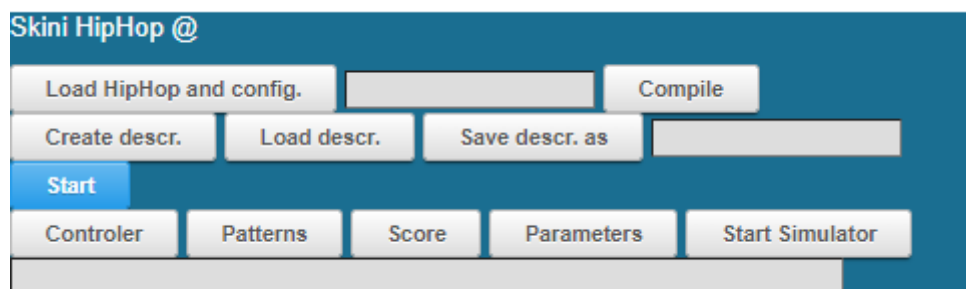 Skini HipHop @
Load HipHop and config. Compile
Create descr. Load descr. Save descr. as
Start
Controler Patterns Score Parameters Start Simulator